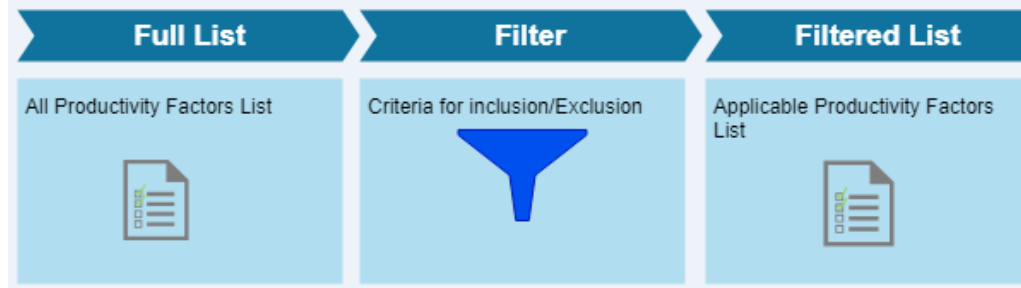 Full List
Filter
Filtered List
All Productivity Factors List
Criteria for inclusion/Exclusion
Applicable Productivity Factors
List